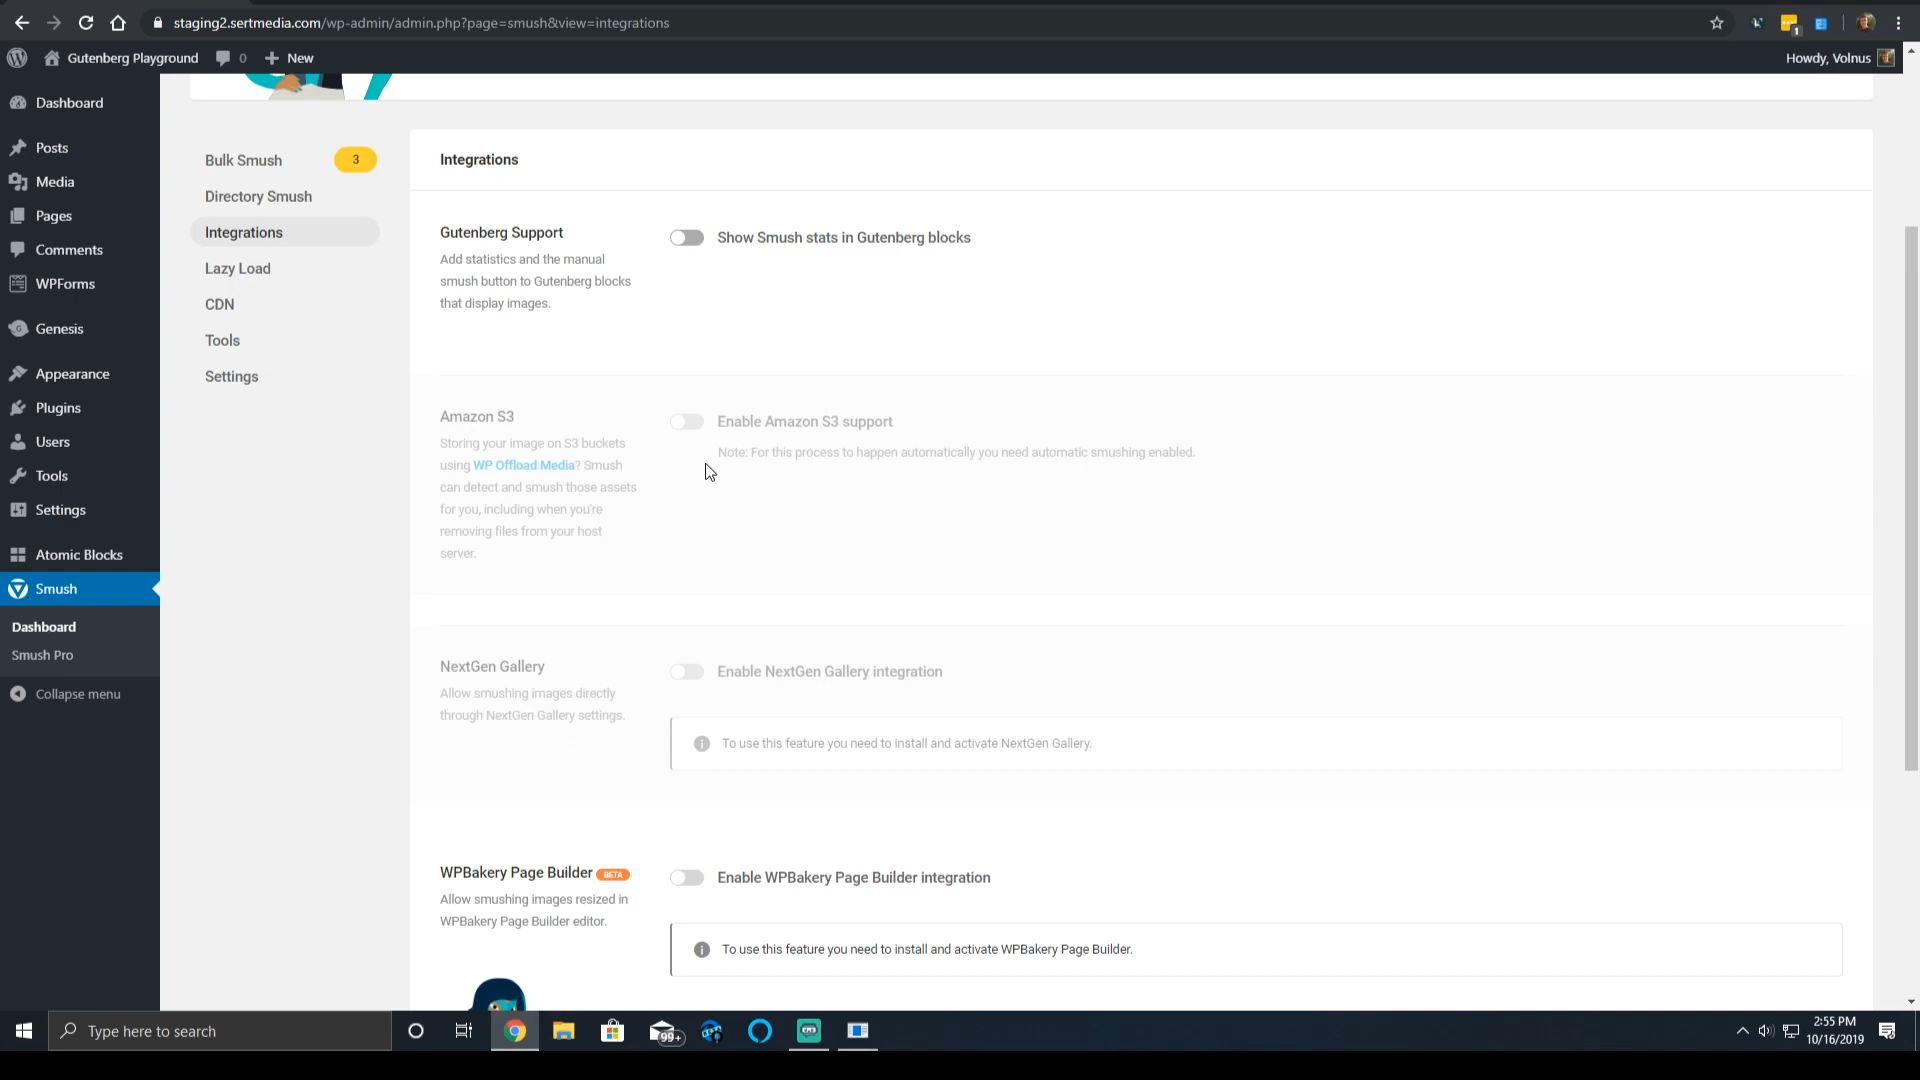 staging2.sertmedia.com/wp-admin/admin.php?page=smush&view=integrations
1
Gutenberg Playground
0
New
Howdy, Volnus
Dashboard
Posts
Media
Pages
Comments
WPForms
Genesis
Appearance
Plugins
Users
Tools
Settings
Atomic Blocks
Smush
Dashboard
Smush Pro
Collapse menu
Bulk Smush
3
Directory Smush
Integrations
Lazy Load
CDN
Tools
Settings
Integrations
Gutenberg Support
Add statistics and the manual
smush button to Gutenberg blocks
that display images.
Show Smush stats in Gutenberg blocks
Amazon S3
Storing your image on S3 buckets
using WP Offload Media? Smush
can detect and smush those assets
for you, including when you're
removing files from your host
server.
Enable Amazon S3 support
Note: For this process to happen automatically you need automatic smushing enabled.
NextGen Gallery
Allow smushing images directly
through NextGen Gallery settings.
Enable NextGen Gallery integration
To use this feature you need to install and activate NextGen Gallery.
WPBakery Page Builder BETA
Allow smushing images resized in
WPBakery Page Builder editor.
Enable WPBakery Page Builder integration
To use this feature you need to install and activate WPBakery Page Builder.
Type here to search
99+
2:55 PM
10/16/2019